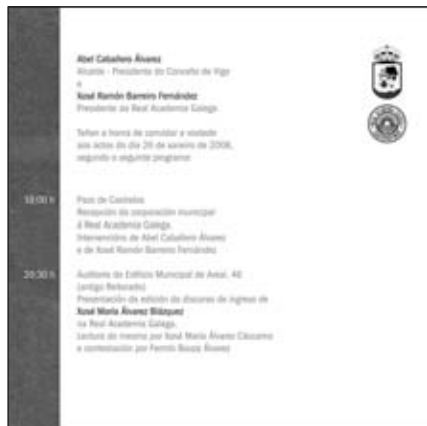 Abel Caballero Álvarez
Alcalde - Presidente do Concello de Vigo
e
Xosé Ramón Barreiro Fernández
Presidente da Real Academia Galega
Teñen a honra de convidar a vostede
aos actos do día 26 de xaneiro de 2008,
segundo o seguinte programa:
18:00 h
Pazo de Castrelos
Recepción da corporación municipal
á Real Academia Galega.
Intervencións de Abel Caballero Álvarez
e de Xosé Ramón Barreiro Fernández
20:30 h
Auditorio do Edificio Municipal de Areal, 46
(antigo Reitorado)
Presentación da edición do discurso de ingreso de
Xosé María Álvarez Blázquez
na Real Academia Galega.
Lectura do mesmo por Xosé María Álvarez Cáccamo
e contestación por Fermín Bouza Álvarez